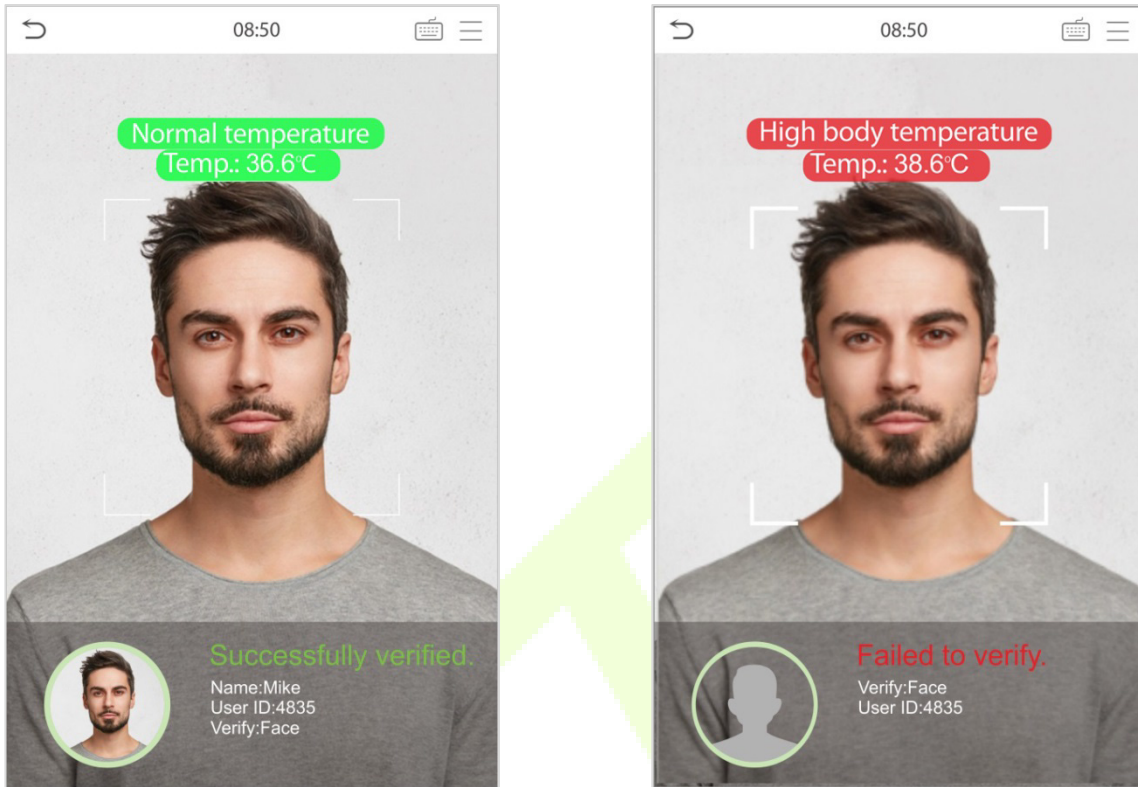 08:50
Normal temperature
Temp.: 36.6°C
Successfully verified.
Name:Mike
User ID:4835
Verify:Face
08:50
High body temperature
Temp.: 38.6°C
Failed to verify.
Verify:Face
User ID:4835